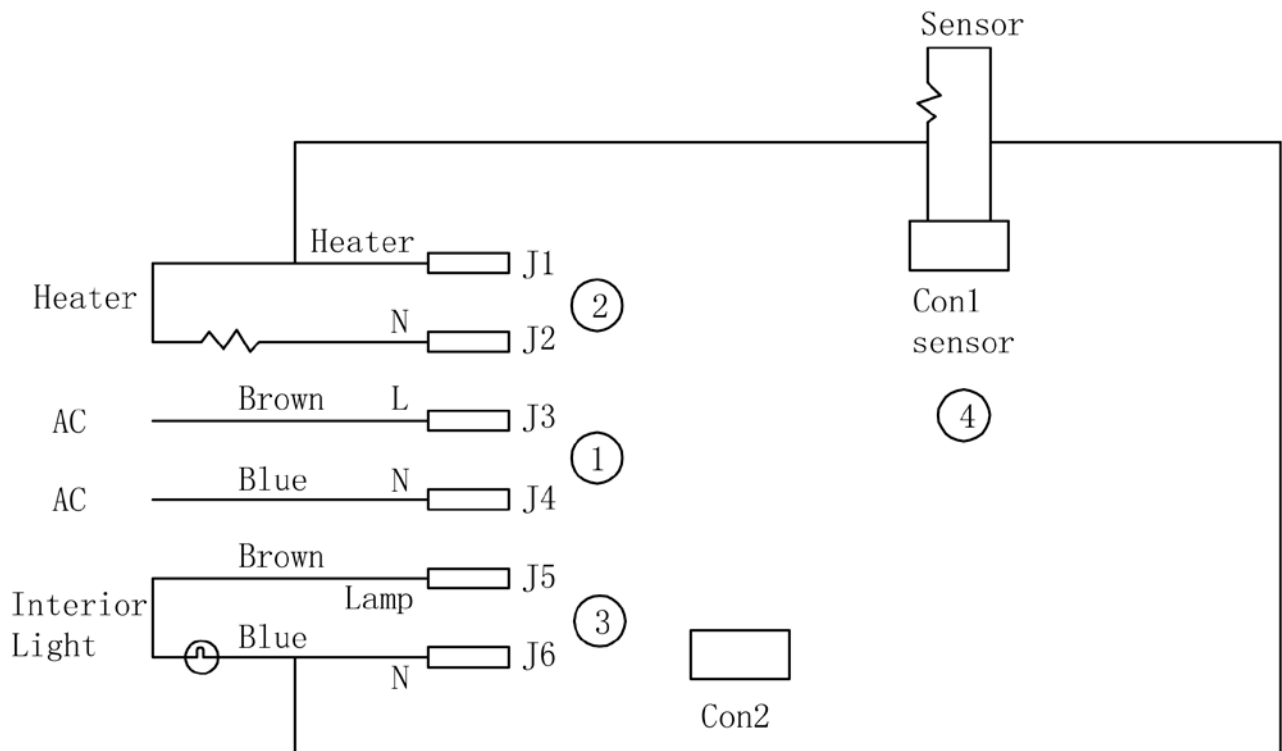 Sensor
Heater
J1
Heater
2
N
J2
Con1
sensor
Brown
L
J3
AC
4
1
Blue
N
J4
AC
Brown
J5
Lamp
Interior
Light
3
Blue
J6
N
Con2